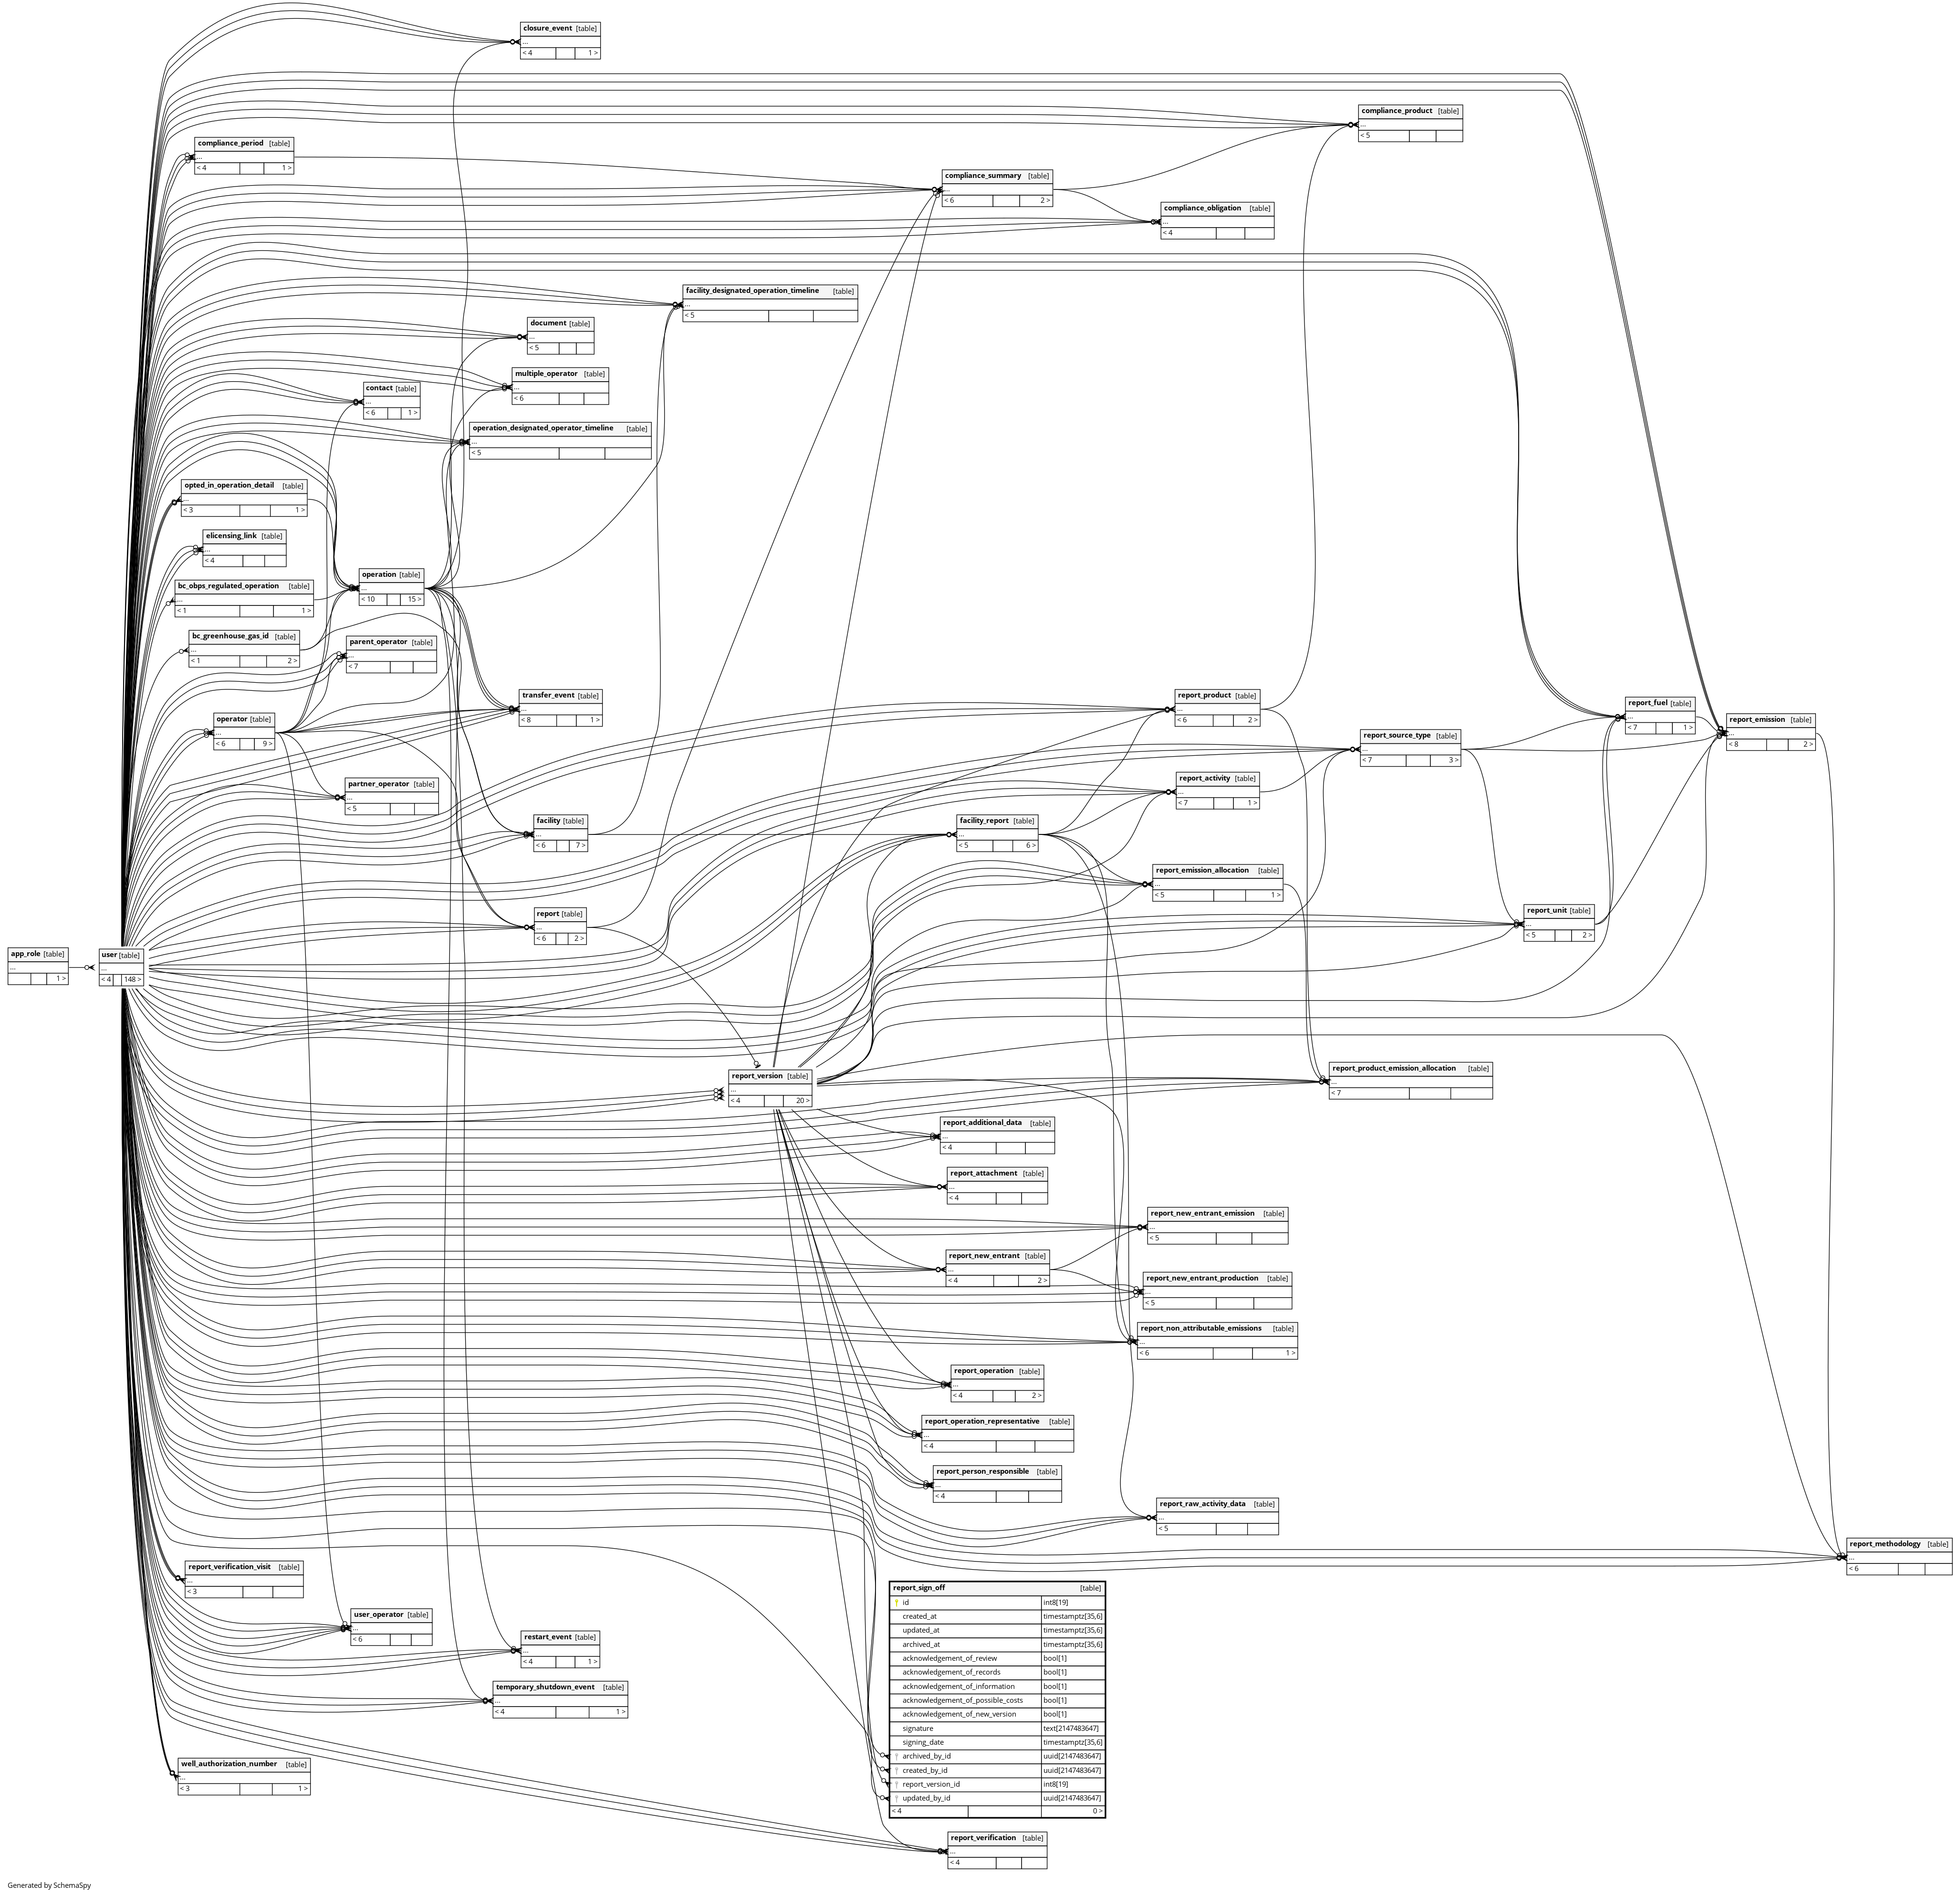 closure_event [table]
...
< 4 1 >
compliance_product [table]
...
< 5
compliance_period [table]
...
< 4 1 >
compliance_summary [table]
...
< 6 2 >
compliance_obligation [table]
...
< 4
facility_designated_operation_timeline [table]
...
< 5
document [table]
...
< 5
multiple_operator [table]
...
< 6
contact [table]
...
< 6 1 >
operation_designated_operator_timeline [table]
...
< 5
opted_in_operation_detail [table]
...
< 3 1 >
elicensing_link [table]
...
< 4
operation [table]
...
< 10 15 >
bc_obps_regulated_operation [table]
...
< 1 1 >
bc_greenhouse_gas_id [table]
...
< 1 2 >
parent_operator [table]
...
< 7
transfer_event [table]
...
< 8 1 >
report_product [table]
...
< 6 2 >
report_fuel [table]
...
< 7 1 >
report_emission [table]
...
< 8 2 >
operator [table]
...
< 6 9 >
report_source_type [table]
...
< 7 3 >
partner_operator [table]
...
< 5
report_activity [table]
...
< 7 1 >
facility [table]
...
< 6 7 >
facility_report [table]
...
< 5 6 >
report_emission_allocation [table]
...
< 5 1 >
report [table]
...
< 6 2 >
report_unit [table]
...
< 5 2 >
app_role [table]
...
1 >
user [table]
...
< 4 148 >
report_version [table]
...
< 4 20 >
report_product_emission_allocation [table]
...
< 7
report_additional_data [table]
...
< 4
report_attachment [table]
...
< 4
report_new_entrant_emission [table]
...
< 5
report_new_entrant [table]
...
< 4 2 >
report_new_entrant_production [table]
...
< 5
report_non_attributable_emissions [table]
...
< 6 1 >
report_operation [table]
...
< 4 2 >
report_operation_representative [table]
...
< 4
report_person_responsible [table]
...
< 4
report_raw_activity_data [table]
...
< 5
report_methodology [table]
...
< 6
report_verification_visit [table]
...
< 3
user_operator [table]
...
< 6
restart_event [table]
...
< 4 1 >
temporary_shutdown_event [table]
...
< 4 1 >
well_authorization_number [table]
...
< 3 1 >
report_sign_off [table]
id int8[19]
created_at timestamptz[35,6]
updated_at timestamptz[35,6]
archived_at timestamptz[35,6]
acknowledgement_of_review bool[1]
acknowledgement_of_records bool[1]
acknowledgement_of_information bool[1]
acknowledgement_of_possible_costs bool[1]
acknowledgement_of_new_version bool[1]
signature text[2147483647]
signing_date timestamptz[35,6]
archived_by_id uuid[2147483647]
created_by_id uuid[2147483647]
report_version_id int8[19]
updated_by_id uuid[2147483647]
< 4 0 >
report_verification [table]
...
< 4
Generated by SchemaSpy